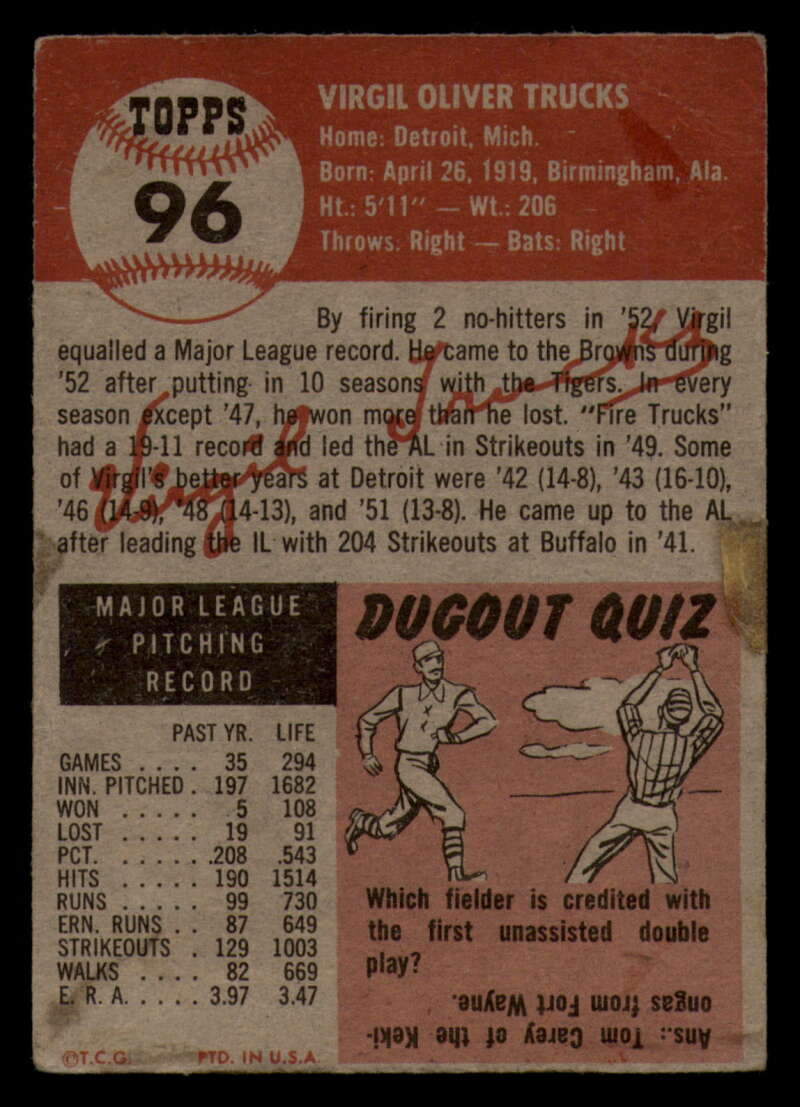 TOPPS
96
VIRGIL OLIVER TRUCKS
Home: Detroit, Mich.
Born: April 26, 1919, Birmingham, Ala.
Ht.: 5'11" — Wt.: 206
Throws: Right — Bats: Right
By firing 2 no-hitters in '52, Virgil
equalled a Major League record. He came to the Browns during
'52 after putting in 10 seasons with the Tigers. In every
season except '47, he won more than he lost. "Fire Trucks"
had a 19-11 record and led the AL in Strikeouts in '49. Some
of Virgil's better years at Detroit were '42 (14-8), '43 (16-10),
'46 (14-9), '48 (14-13), and '51 (13-8). He came up to the AL
after leading the IL with 204 Strikeouts at Buffalo in '41.
Virgil Trucks
MAJOR LEAGUE
PITCHING
RECORD
PAST YR. LIFE
GAMES . . . . 35 294
INN. PITCHED . 197 1682
WON . . . . . 5 108
LOST . . . . . 19 91
PCT. . . . . . .208 .543
HITS . . . . . 190 1514
RUNS . . . . . 99 730
ERN. RUNS . . 87 649
STRIKEOUTS . 129 1003
WALKS . . . . 82 669
E. R. A. . . . . 3.97 3.47
©T.C.G. PTD. IN U.S.A.
DUGOUT QUIZ
Which fielder is credited with
the first unassisted double
play?
Ans.: Tom Carey of the Keki-
ongas from Fort Wayne.